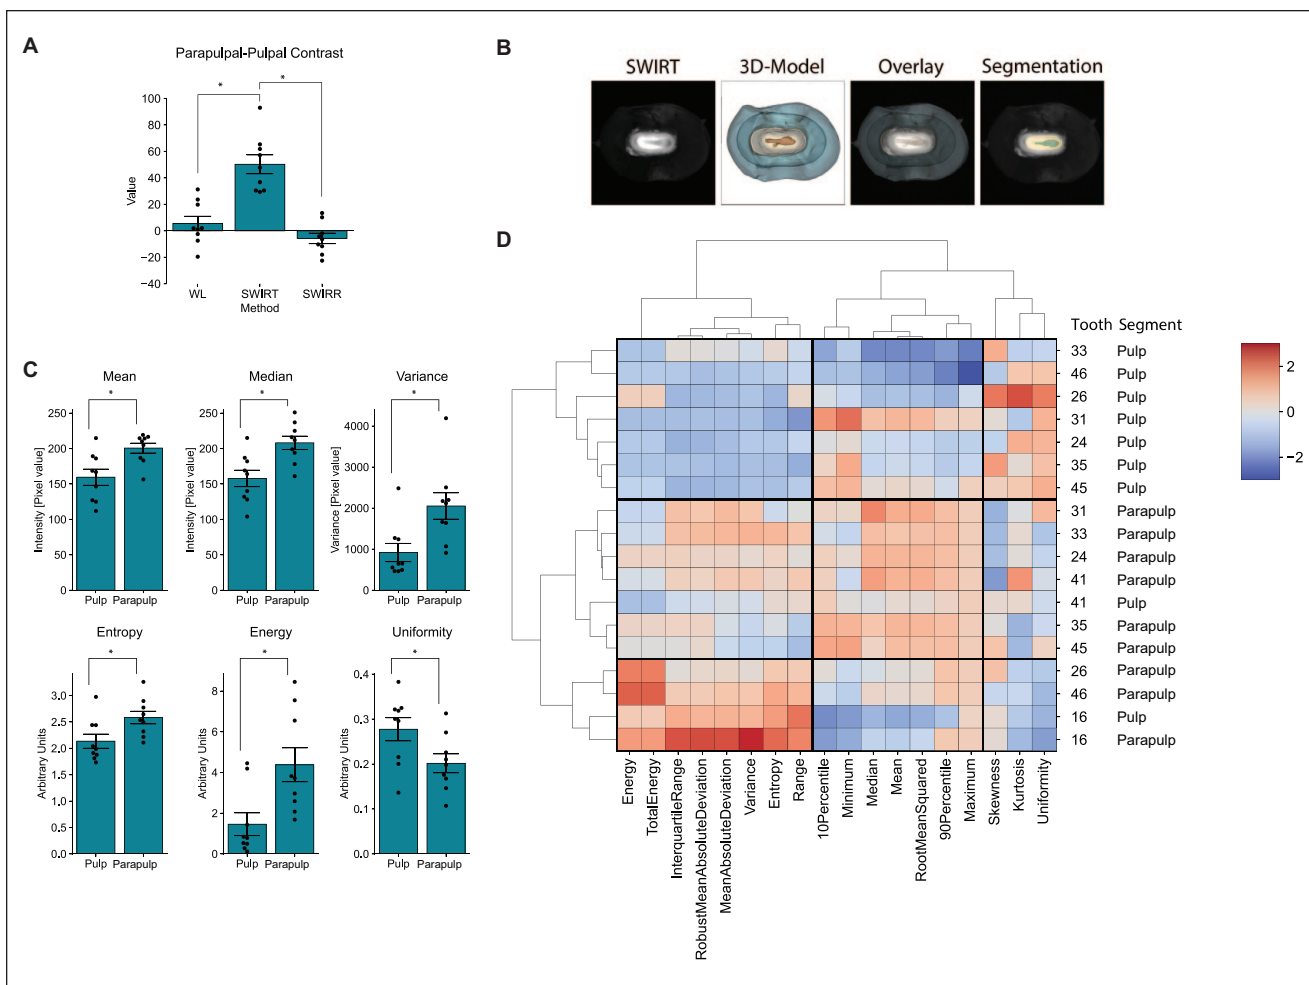 A
Parapulpal-Pulpal Contrast
*
*
100
80
60
40
20
0
−20
−40
Value
WL
SWIRT
SWIRR
Method
B
SWIRT
3D-Model
Overlay
Segmentation
C
Mean
*
250
200
150
100
50
0
Intensity [Pixel value]
Pulp
Parapulp
Median
*
250
200
150
100
50
0
Intensity [Pixel value]
Pulp
Parapulp
Variance
*
4000
3000
2000
1000
0
Variance [Pixel value]
Pulp
Parapulp
Entropy
*
3.0
2.5
2.0
1.5
1.0
0.5
0.0
Arbitrary Units
Pulp
Parapulp
Energy
*
8
6
4
2
0
Arbitrary Units
Pulp
Parapulp
Uniformity
*
0,4
0.3
0.2
0.1
0.0
Arbitrary Units
Pulp
Parapulp
D
Tooth Segment
33 Pulp
46 Pulp
26 Pulp
31 Pulp
24 Pulp
35 Pulp
45 Pulp
31 Parapulp
33 Parapulp
24 Parapulp
41 Parapulp
41 Pulp
35 Parapulp
45 Parapulp
26 Parapulp
46 Parapulp
16 Pulp
16 Parapulp
Energy
TotalEnergy
InterquartileRange
RobustMeanAbsoluteDeviation
MeanAbsoluteDeviation
Variance
Entropy
Range
10Percentile
Minimum
Median
Mean
RootMeanSquared
90Percentile
Maximum
Skewness
Kurtosis
Uniformity
2
0
−2